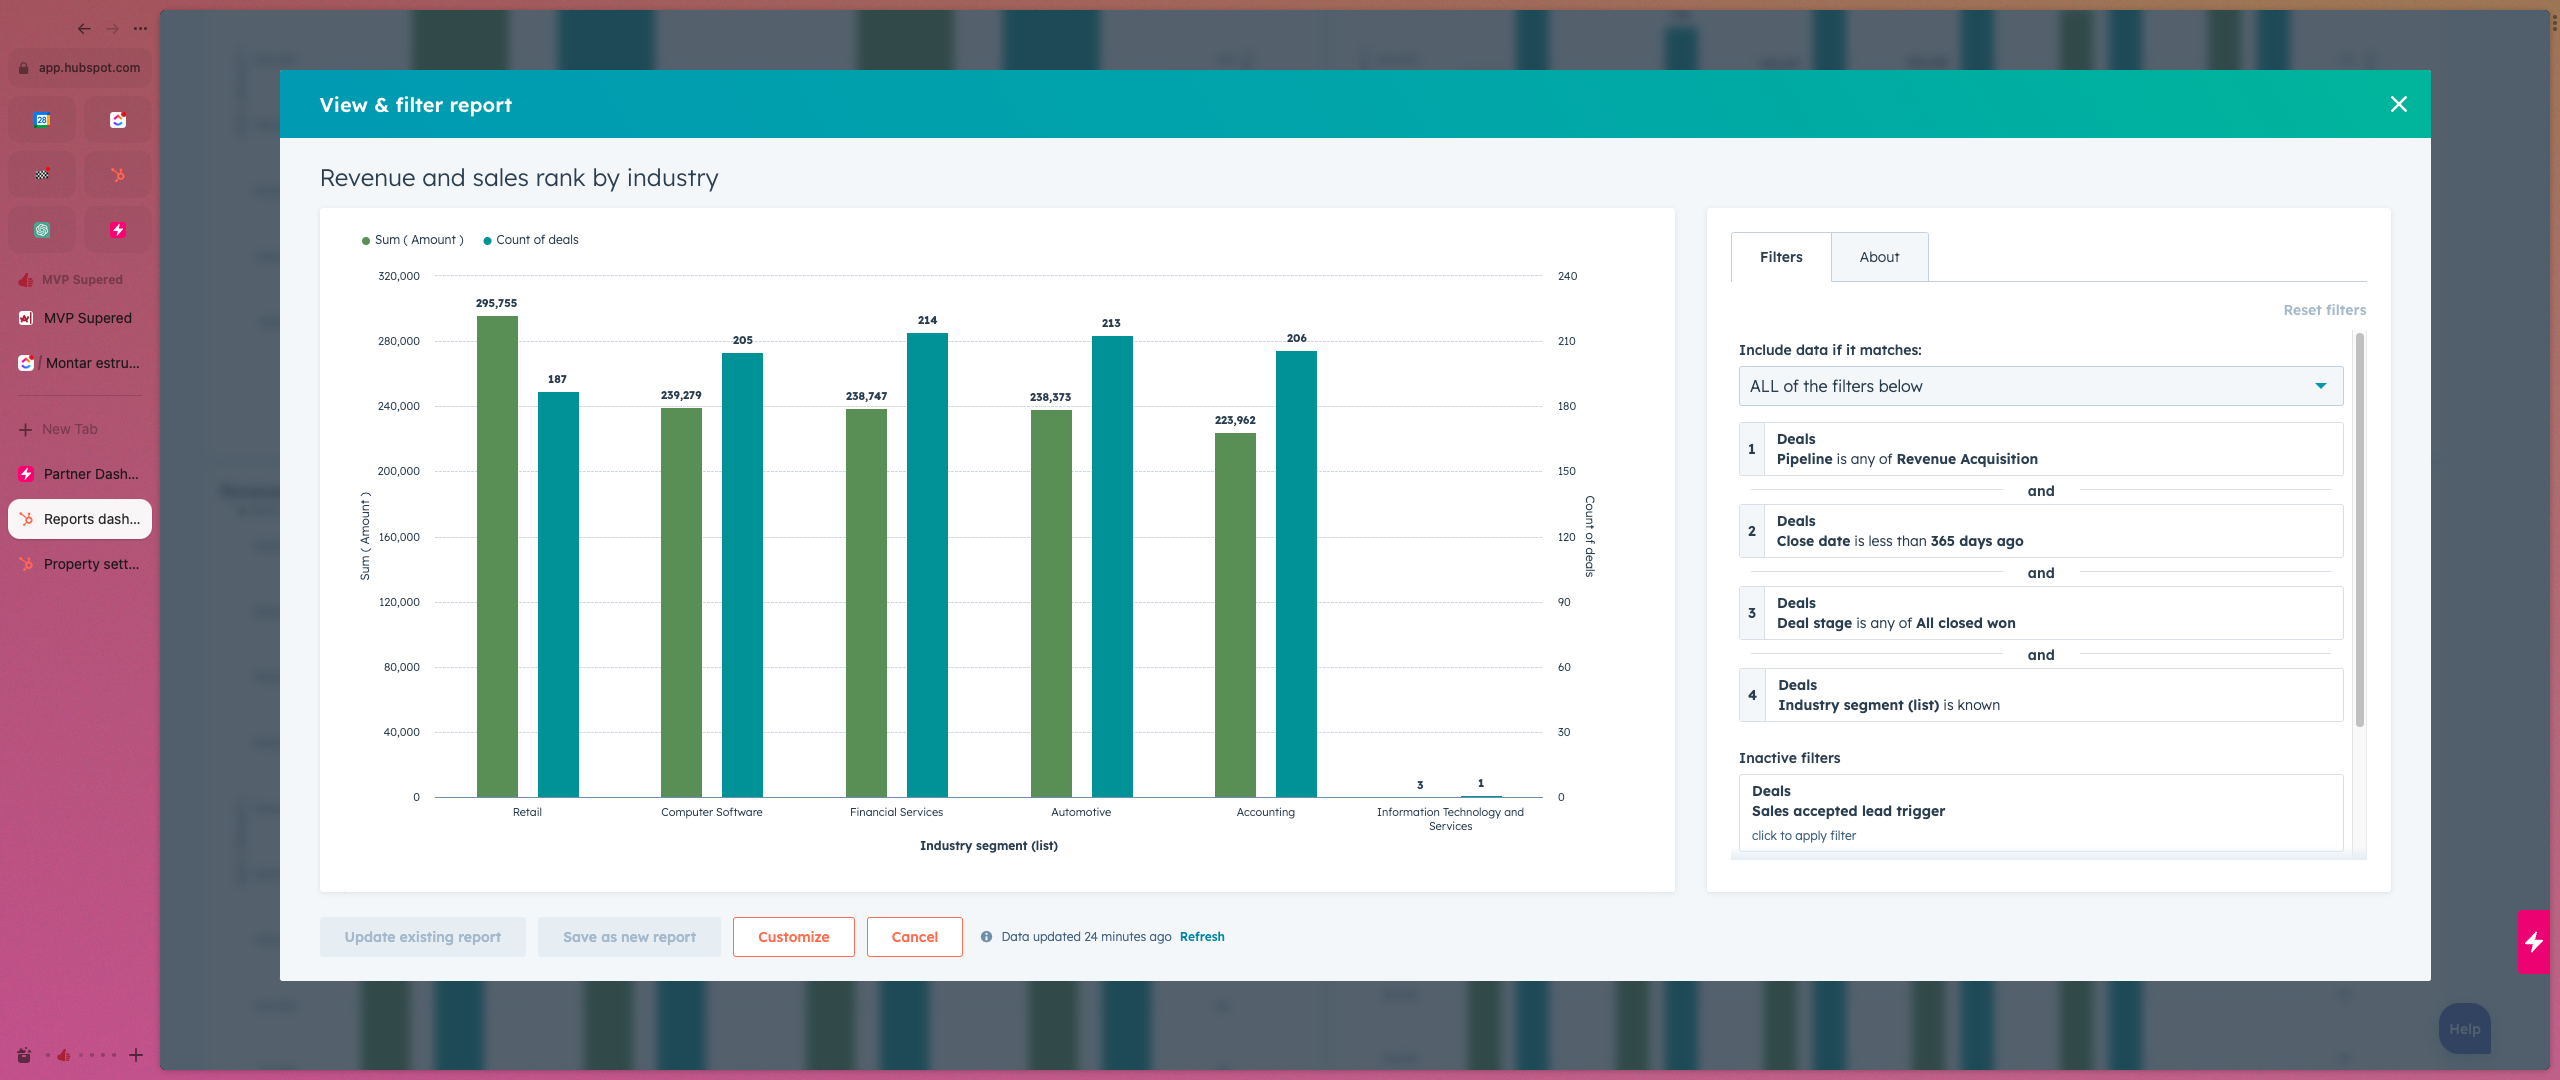 app.hubspot.com
28
MVP Supered
MVP Supered
/ Montar estru...
New Tab
Partner Dash...
Reports dash...
Property sett...
View & filter report
Revenue and sales rank by industry
Sum ( Amount )
Count of deals
320,000
280,000
240,000
200,000
160,000
120,000
80,000
40,000
0
Sum ( Amount )
295,755
187
239,279
205
238,747
214
238,373
213
223,962
206
3
1
240
210
180
150
120
90
60
30
0
Count of deals
Retail
Computer Software
Financial Services
Automotive
Accounting
Information Technology and
Services
Industry segment (list)
Filters
About
Reset filters
Include data if it matches:
ALL of the filters below
1
Deals
Pipeline is any of Revenue Acquisition
and
2
Deals
Close date is less than 365 days ago
and
3
Deals
Deal stage is any of All closed won
and
4
Deals
Industry segment (list) is known
Inactive filters
Deals
Sales accepted lead trigger
click to apply filter
Update existing report
Save as new report
Customize
Cancel
Data updated 24 minutes ago
Refresh
Help